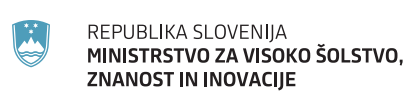 REPUBLIKA SLOVENIJA
MINISTRSTVO ZA VISOKO ŠOLSTVO,
ZNANOST IN INOVACIJE